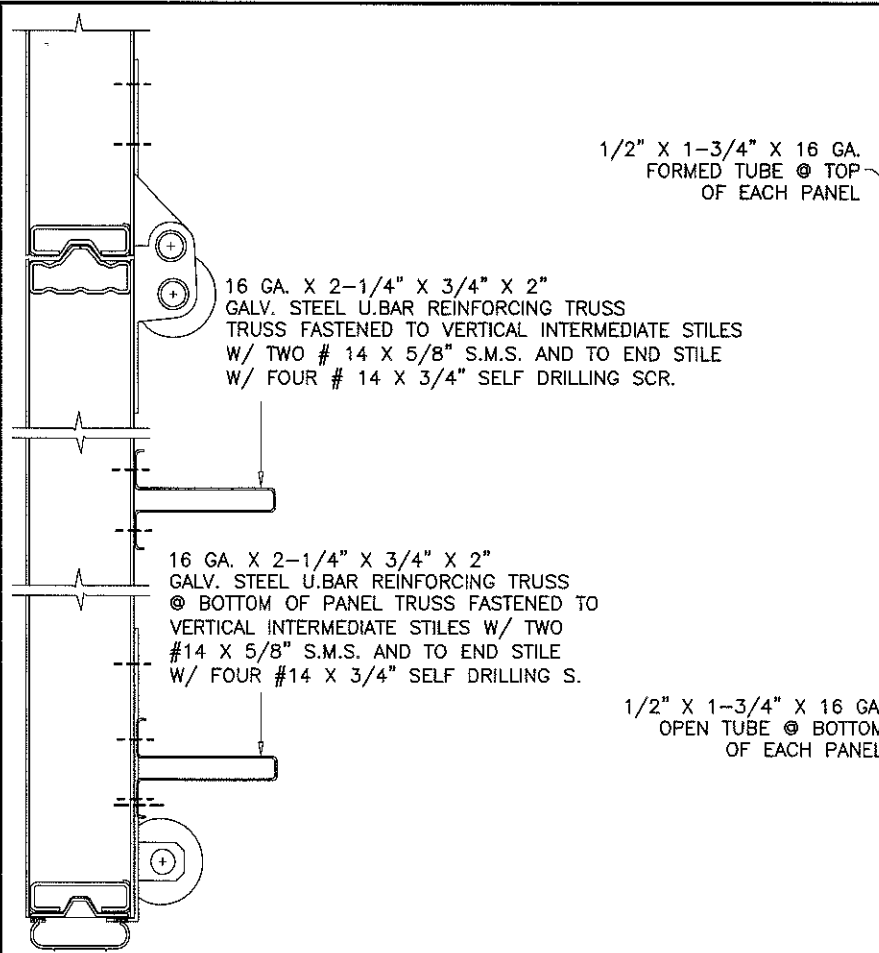 1/2" X 1-3/4" X 16 GA.
FORMED TUBE @ TOP
OF EACH PANEL
16 GA. X 2-1/4" X 3/4" X 2"
GALV. STEEL U.BAR REINFORCING TRUSS
TRUSS FASTENED TO VERTICAL INTERMEDIATE STILES
W/ TWO # 14 X 5/8" S.M.S. AND TO END STILE
W/ FOUR # 14 X 3/4" SELF DRILLING SCR.
16 GA. X 2-1/4" X 3/4" X 2"
GALV. STEEL U.BAR REINFORCING TRUSS
@ BOTTOM OF PANEL TRUSS FASTENED TO
VERTICAL INTERMEDIATE STILES W/ TWO
#14 X 5/8" S.M.S. AND TO END STILE
W/ FOUR #14 X 3/4" SELF DRILLING S.
1/2" X 1-3/4" X 16 GA
OPEN TUBE @ BOTTOM
OF EACH PANEL